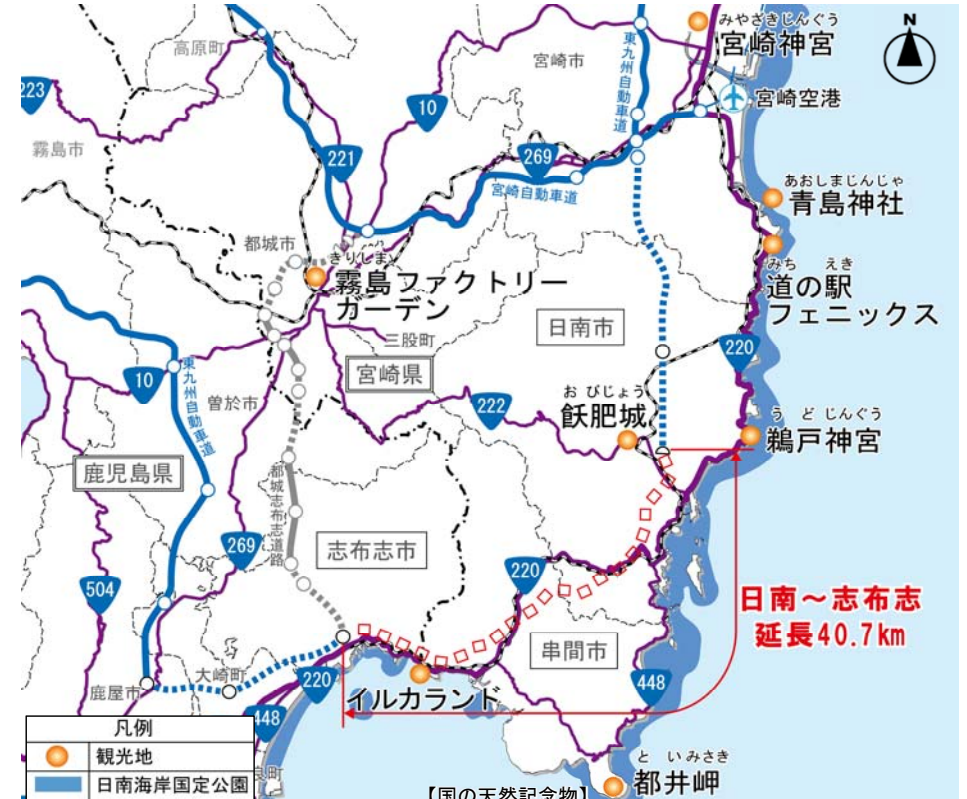 みやざきじんぐう
宮崎神宮
N
高原町
東九州自動車道
宮崎市
宮崎空港
223
10
霧島市
221
269
宮崎自動車道
あおしまじんじゃ
青島神社
都城市
きりしま
霧島ファクトリー
ガーデン
みち えき
道の駅
フェニックス
三股町
日南市
220
宮崎県
10
東九州自動車道
曽於市
222
おびじょう
飫肥城
うどじんぐう
鵜戸神宮
鹿児島県
都城志布志道路
269
志布志市
504
220
日南~志布志
延長40.7km
串間市
大崎町
鹿屋市
220
448
イルカランド
448
凡例
観光地
日南海岸国定公園
良町
といみさき
都井岬
【国の天然記念物】